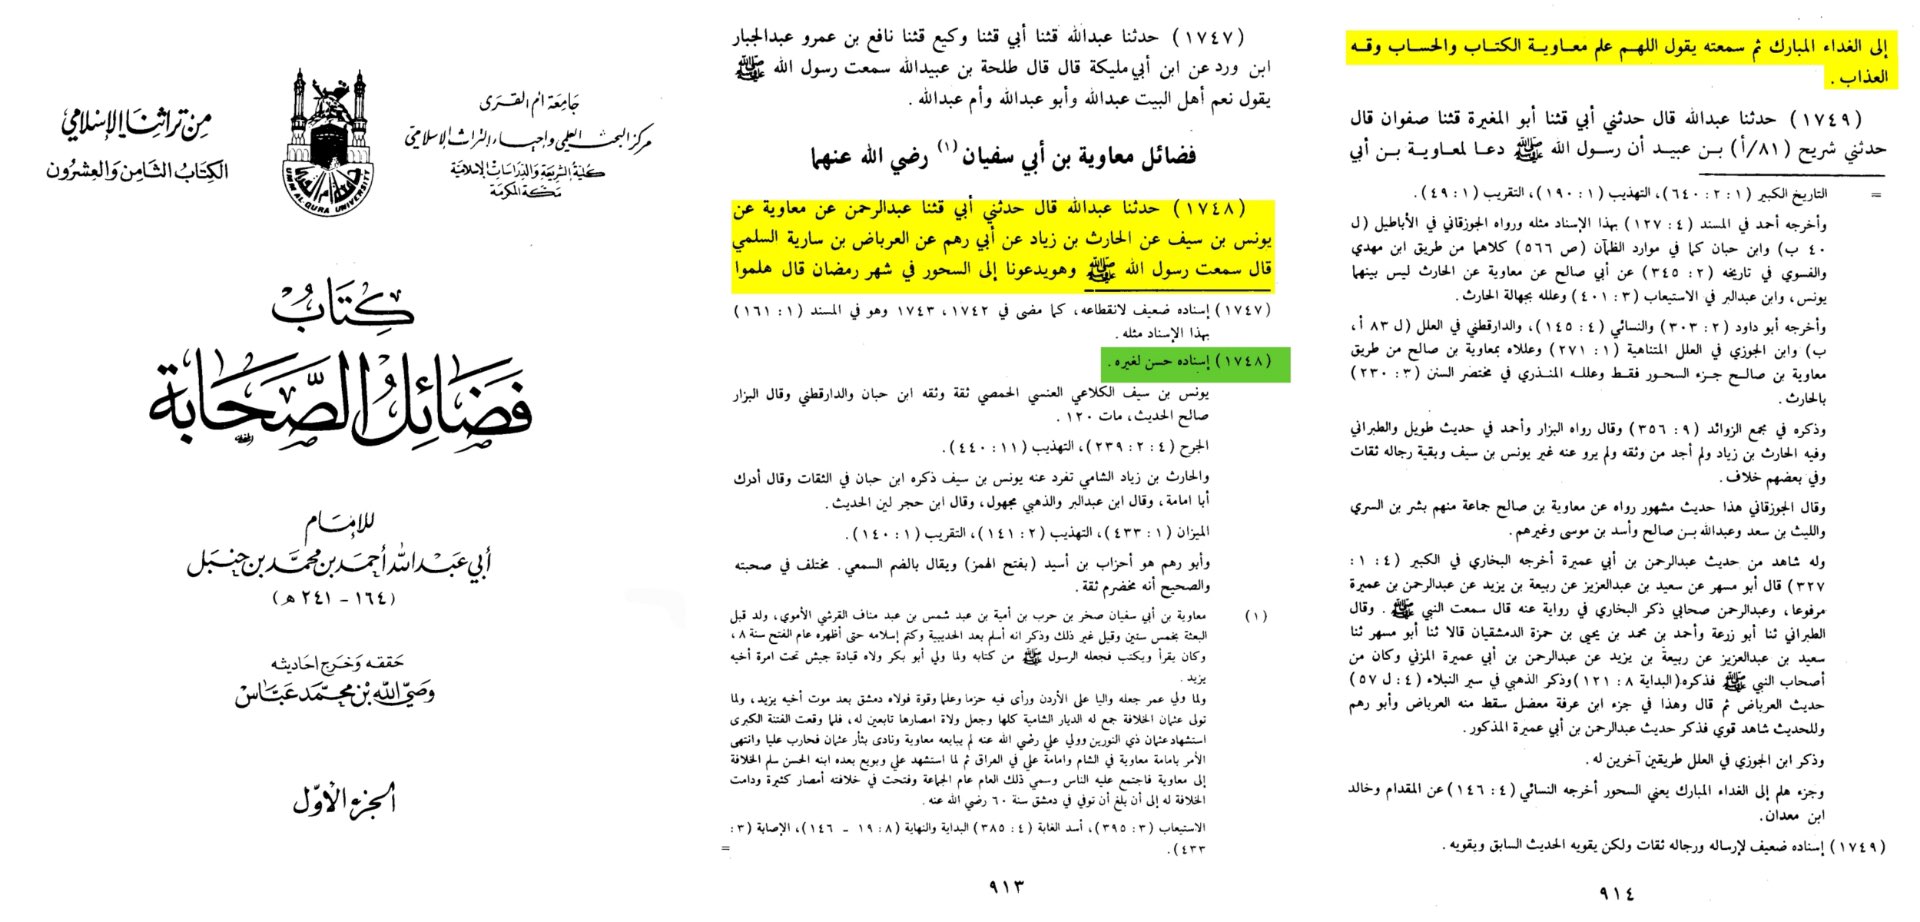 من تراثنا الإسلامي
الكتاب الثامن والعشرون
UMM AL-QURA UNIVERSITY
جامعة أم القرى
مركز البحث العلمي وإحياء التراث الإسلامي
كلية الشريعة والدراسات الإسلامية
مكة المكرمة
كتاب
فضائل الصحابة
للإمام
أبي عبد الله أحمد بن محمد بن حنبل
(١٦٤ - ٢٤١ هـ)
حققه وخرج احاديثه
وصي الله بن محمد عباس
الجزء الأول
(١٧٤٧) حدثنا عبدالله قثنا أبي قثنا وكيع قثنا نافع بن عمرو عبدالجبار
ابن ورد عن ابن أبي مليكة قال قال طلحة بن عبيدالله سمعت رسول الله ﷺ
يقول نعم أهل البيت عبدالله وأبو عبدالله وأم عبدالله .
فضائل معاوية بن أبي سفيان (١) رضي الله عنهما
(١٧٤٨) حدثنا عبدالله قال حدثني أبي قثنا عبدالرحمن عن معاوية عن
يونس بن سيف عن الحارث بن زياد عن أبي رهم عن العرباض بن سارية السلمي
قال سمعت رسول الله ﷺ وهويدعونا إلى السحور في شهر رمضان قال هلموا
(١٧٤٧) إسناده ضعيف لانقطاعه، كما مضى في ١٧٤٢، ١٧٤٣ وهو في المسند (١ : ١٦١)
بهذا الإسناد مثله .
(١٧٤٨) إسناده حسن لغيره .
يونس بن سيف الكلاعي العنسي الحمصي ثقة وثقه ابن حبان والدارقطني وقال البزار
صالح الحديث، مات ١٢٠ .
الجرح (٤ : ٢ : ٢٣٩)، التهذيب (١١ : ٤٤٠) .
والحارث بن زياد الشامي تفرد عنه يونس بن سيف ذكره ابن حبان في الثقات وقال أدرك
أبا امامة، وقال ابن عبدالبر والذهبي مجهول، وقال ابن حجر لين الحديث .
الميزان (١ : ٤٣٣)، التهذيب (٢ : ١٤١)، التقريب (١ : ١٤٠) .
وأبو رهم هو أحزاب بن أسيد (بفتح الهمز) ويقال بالضم السمعي . مختلف في صحبته
والصحيح أنه مخضرم ثقة .
(١) معاوية بن أبي سفيان صخر بن حرب بن أمية بن عبد شمس بن عبد مناف القرشي الأموي، ولد قبل
البعثة بخمس سنين وقيل غير ذلك وذكر انه أسلم بعد الحديبية وكتم إسلامه حتى أظهره عام الفتح سنة ٨ ،
وكان يقرأ ويكتب فجعله الرسول ﷺ من كتابه ولما ولي أبو بكر ولاه قيادة جيش تحت امرة أخيه
يزيد .
ولما ولي عمر جعله واليا على الأردن ورأى فيه حزما وعلما وقوة فولاه دمشق بعد موت أخيه يزيد، ولما
تولى عثمان الخلافة جمع له الديار الشامية كلها وجعل ولاة امصارها تابعين له، فلما وقعت الفتنة الكبرى
استشهادعثمان ذي النورين وولي علي رضي الله عنه لم يبايعه معاوية ونادى بثأر عثمان فحارب عليا وانتهى
الأمر بامامة معاوية في الشام وامامة علي في العراق ثم لما استشهد علي وبويع بعده ابنه الحسن سلم الخلافة
إلى معاوية فاجتمع عليه الناس وسمي ذلك العام عام الجماعة وفتحت في خلافته أمصار كثيرة ودامت
الخلافة له إلى أن بلغ أن توفي في دمشق سنة ٦٠ رضي الله عنه .
الاستيعاب (٣ : ٣٩٥)، أسد الغابة (٤ : ٣٨٥) البداية والنهاية (٨ : ١٩ - ١٤٦)، الإصابة (٣ :
٤٣٣) . =
٩١٣
إلى الغداء المبارك ثم سمعته يقول اللهم علم معاوية الكتاب والحساب وقه
العذاب .
(١٧٤٩) حدثنا عبدالله قال حدثني أبي قثنا أبو المغيرة قثنا صفوان قال
حدثني شريح (٨١/أ) بن عبيد أن رسول الله ﷺ دعا لمعاوية بن أبي
= التاريخ الكبير (١ : ٢ : ٦٤٠)، التهذيب (١ : ١٩٠)، التقريب (١ : ٤٩) .
وأخرجه أحمد في المسند (٤ : ١٢٧) بهذا الإسناد مثله ورواه الجوزقاني في الأباطيل (ل
٤٠ ب) وابن حبان كما في موارد الظمآن (ص ٥٦٦) كلاهما من طريق ابن مهدي
والفسوي في تاريخه (٢ : ٣٤٥) عن أبي صالح عن معاوية عن الحارث ليس بينهما
يونس، وابن عبدالبر في الاستيعاب (٣ : ٤٠١) وعلله بجهالة الحارث .
وأخرجه أبو داود (٢ : ٣٠٣) والنسائي (٤ : ١٤٥)، والدارقطني في العلل (ل ٨٣ أ،
ب) وابن الجوزي في العلل المتناهية (١ : ٢٧١) وعللاه بمعاوية بن صالح من طريق
معاوية بن صالح جزء السحور فقط وعلله المنذري في مختصر السنن (٣ : ٢٣٠)
بالحارث .
وذكره في مجمع الزوائد (٩ : ٣٥٦) وقال رواه البزار وأحمد في حديث طويل والطبراني
وفيه الحارث بن زياد ولم أجد من وثقه ولم يرو عنه غير يونس بن سيف وبقية رجاله ثقات
وفي بعضهم خلاف .
وقال الجوزقاني هذا حديث مشهور رواه عن معاوية بن صالح جماعة منهم بشر بن السري
والليث بن سعد وعبدالله بن صالح وأسد بن موسى وغيرهم .
وله شاهد من حديث عبدالرحمن بن أبي عميرة أخرجه البخاري في الكبير (٤ : ١ :
٣٢٧) قال أبو مسهر عن سعيد بن عبدالعزيز عن ربيعة بن يزيد عن عبدالرحمن بن عميرة
مرفوعا، وعبدالرحمن صحابي ذكر البخاري في رواية عنه قال سمعت النبي ﷺ . وقال
الطبراني ثنا أبو زرعة وأحمد بن محمد بن يحيى بن حمزة الدمشقيان قالا ثنا أبو مسهر ثنا
سعيد بن عبدالعزيز عن ربيعة بن يزيد عن عبدالرحمن بن أبي عميرة المزني وكان من
أصحاب النبي ﷺ فذكره (البداية ٨ : ١٢١) وذكر الذهبي في سير النبلاء (٤ : ل ٥٧)
حديث العرباض ثم قال وهذا في جزء ابن عرفة معضل سقط منه العرباض وأبو رهم
وللحديث شاهد قوي فذكر حديث عبدالرحمن بن أبي عميرة المذكور .
وذكر ابن الجوزي في العلل طريقين آخرين له .
وجزء هلم إلى الغداء المبارك يعني السحور أخرجه النسائي (٤ : ١٤٦) عن المقدام وخالد
ابن معدان.
(١٧٤٩) إسناده ضعيف لإرساله ورجاله ثقات ولكن يقويه الحديث السابق ويقويه .
٩١٤